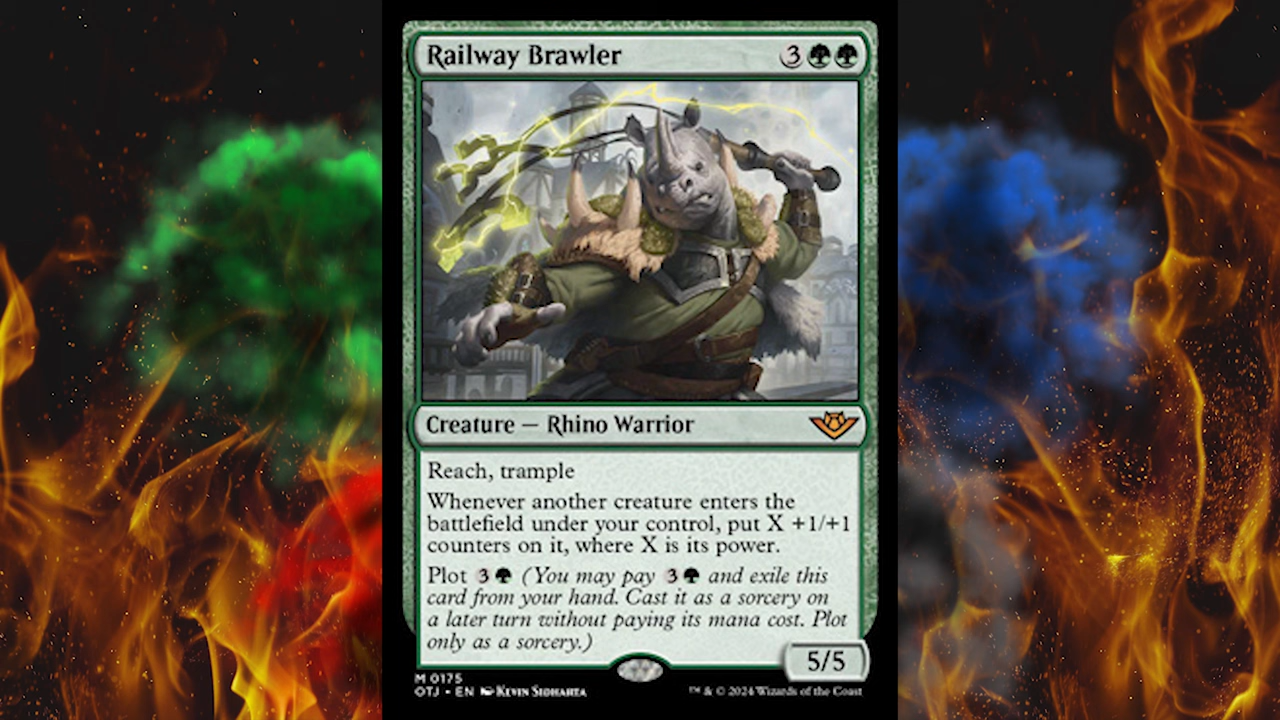 Railway Brawler 3
Creature — Rhino Warrior
Reach, trample
Whenever another creature enters the
battlefield under your control, put X +1/+1
counters on it, where X is its power.
Plot 3 (You may pay 3 and exile this
card from your hand. Cast it as a sorcery on
a later turn without paying its mana cost. Plot
only as a sorcery.)
5/5
M 0175
OTJ • EN Kevin Sidharta
™ & © 2024 Wizards of the Coast